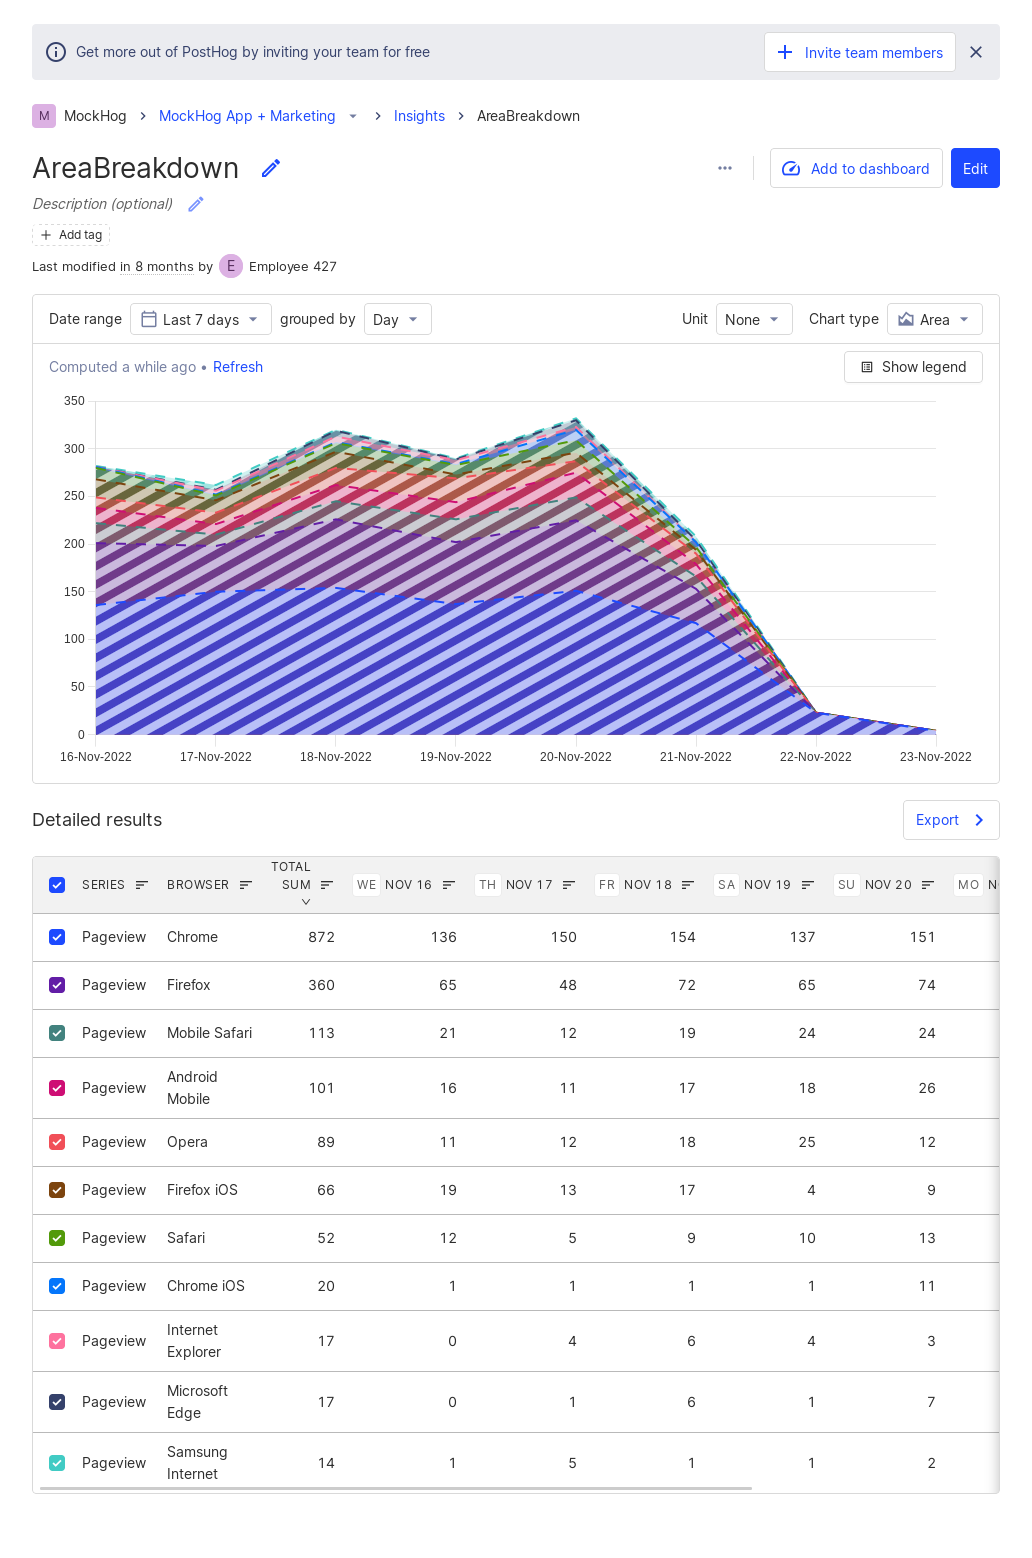 Get more out of PostHog by inviting your team for free
Invite team members
M MockHog MockHog App + Marketing Insights AreaBreakdown
AreaBreakdown
Add to dashboard Edit
Description (optional)
Add tag
Last modified in 8 months by E Employee 427
Date range Last 7 days grouped by Day Unit None Chart type Area
Computed a while ago • Refresh Show legend
350
300
250
200
150
100
50
0
16-Nov-2022 17-Nov-2022 18-Nov-2022 19-Nov-2022 20-Nov-2022 21-Nov-2022 22-Nov-2022 23-Nov-2022
Detailed results Export
SERIES BROWSER TOTAL SUM WE NOV 16 TH NOV 17 FR NOV 18 SA NOV 19 SU NOV 20 MO
Pageview Chrome 872 136 150 154 137 151
Pageview Firefox 360 65 48 72 65 74
Pageview Mobile Safari 113 21 12 19 24 24
Pageview Android Mobile 101 16 11 17 18 26
Pageview Opera 89 11 12 18 25 12
Pageview Firefox iOS 66 19 13 17 4 9
Pageview Safari 52 12 5 9 10 13
Pageview Chrome iOS 20 1 1 1 1 11
Pageview Internet Explorer 17 0 4 6 4 3
Pageview Microsoft Edge 17 0 1 6 1 7
Pageview Samsung Internet 14 1 5 1 1 2